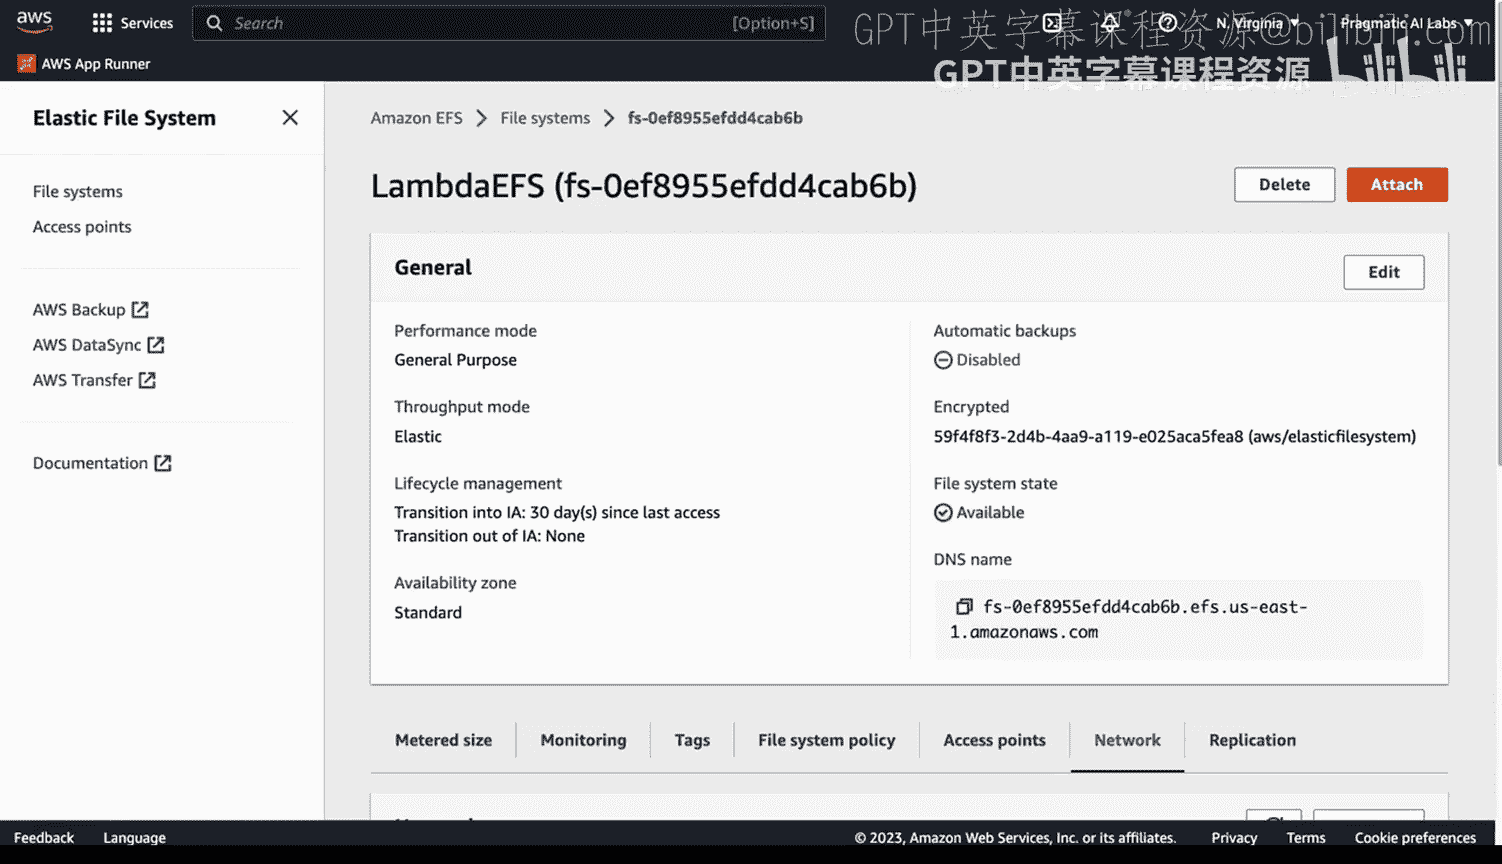 aws
Services
Search
[Option+S]
N. Virginia
Pragmatic AI Labs
GPT中英字幕课程资源@bilibili.com
GPT中英字幕课程资源
bilibili
AWS App Runner
Elastic File System
File systems
Access points
AWS Backup
AWS DataSync
AWS Transfer
Documentation
Amazon EFS
File systems
fs-0ef8955efdd4cab6b
LambdaEFS (fs-0ef8955efdd4cab6b)
Delete
Attach
General
Edit
Performance mode
General Purpose
Throughput mode
Elastic
Lifecycle management
Transition into IA: 30 day(s) since last access
Transition out of IA: None
Availability zone
Standard
Automatic backups
Disabled
Encrypted
59f4f8f3-2d4b-4aa9-a119-e025aca5fea8 (aws/elasticfilesystem)
File system state
Available
DNS name
fs-0ef8955efdd4cab6b.efs.us-east-
1.amazonaws.com
Metered size
Monitoring
Tags
File system policy
Access points
Network
Replication
Feedback
Language
© 2023, Amazon Web Services, Inc. or its affiliates.
Privacy
Terms
Cookie preferences